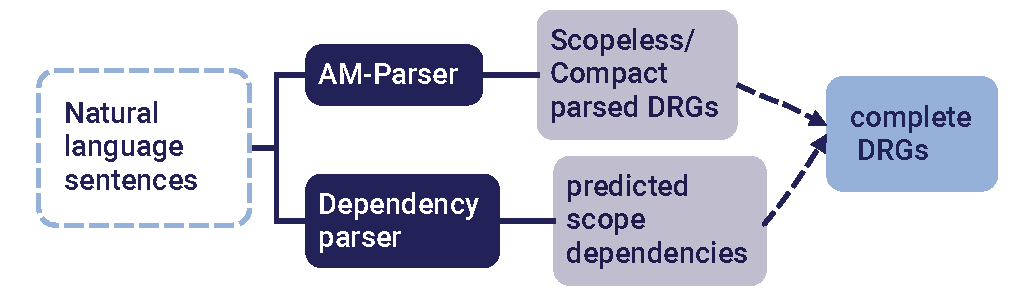 Natural
language
sentences
AM-Parser
Scopeless/
Compact
parsed DRGs
Dependency
parser
predicted
scope
dependencies
complete
DRGs